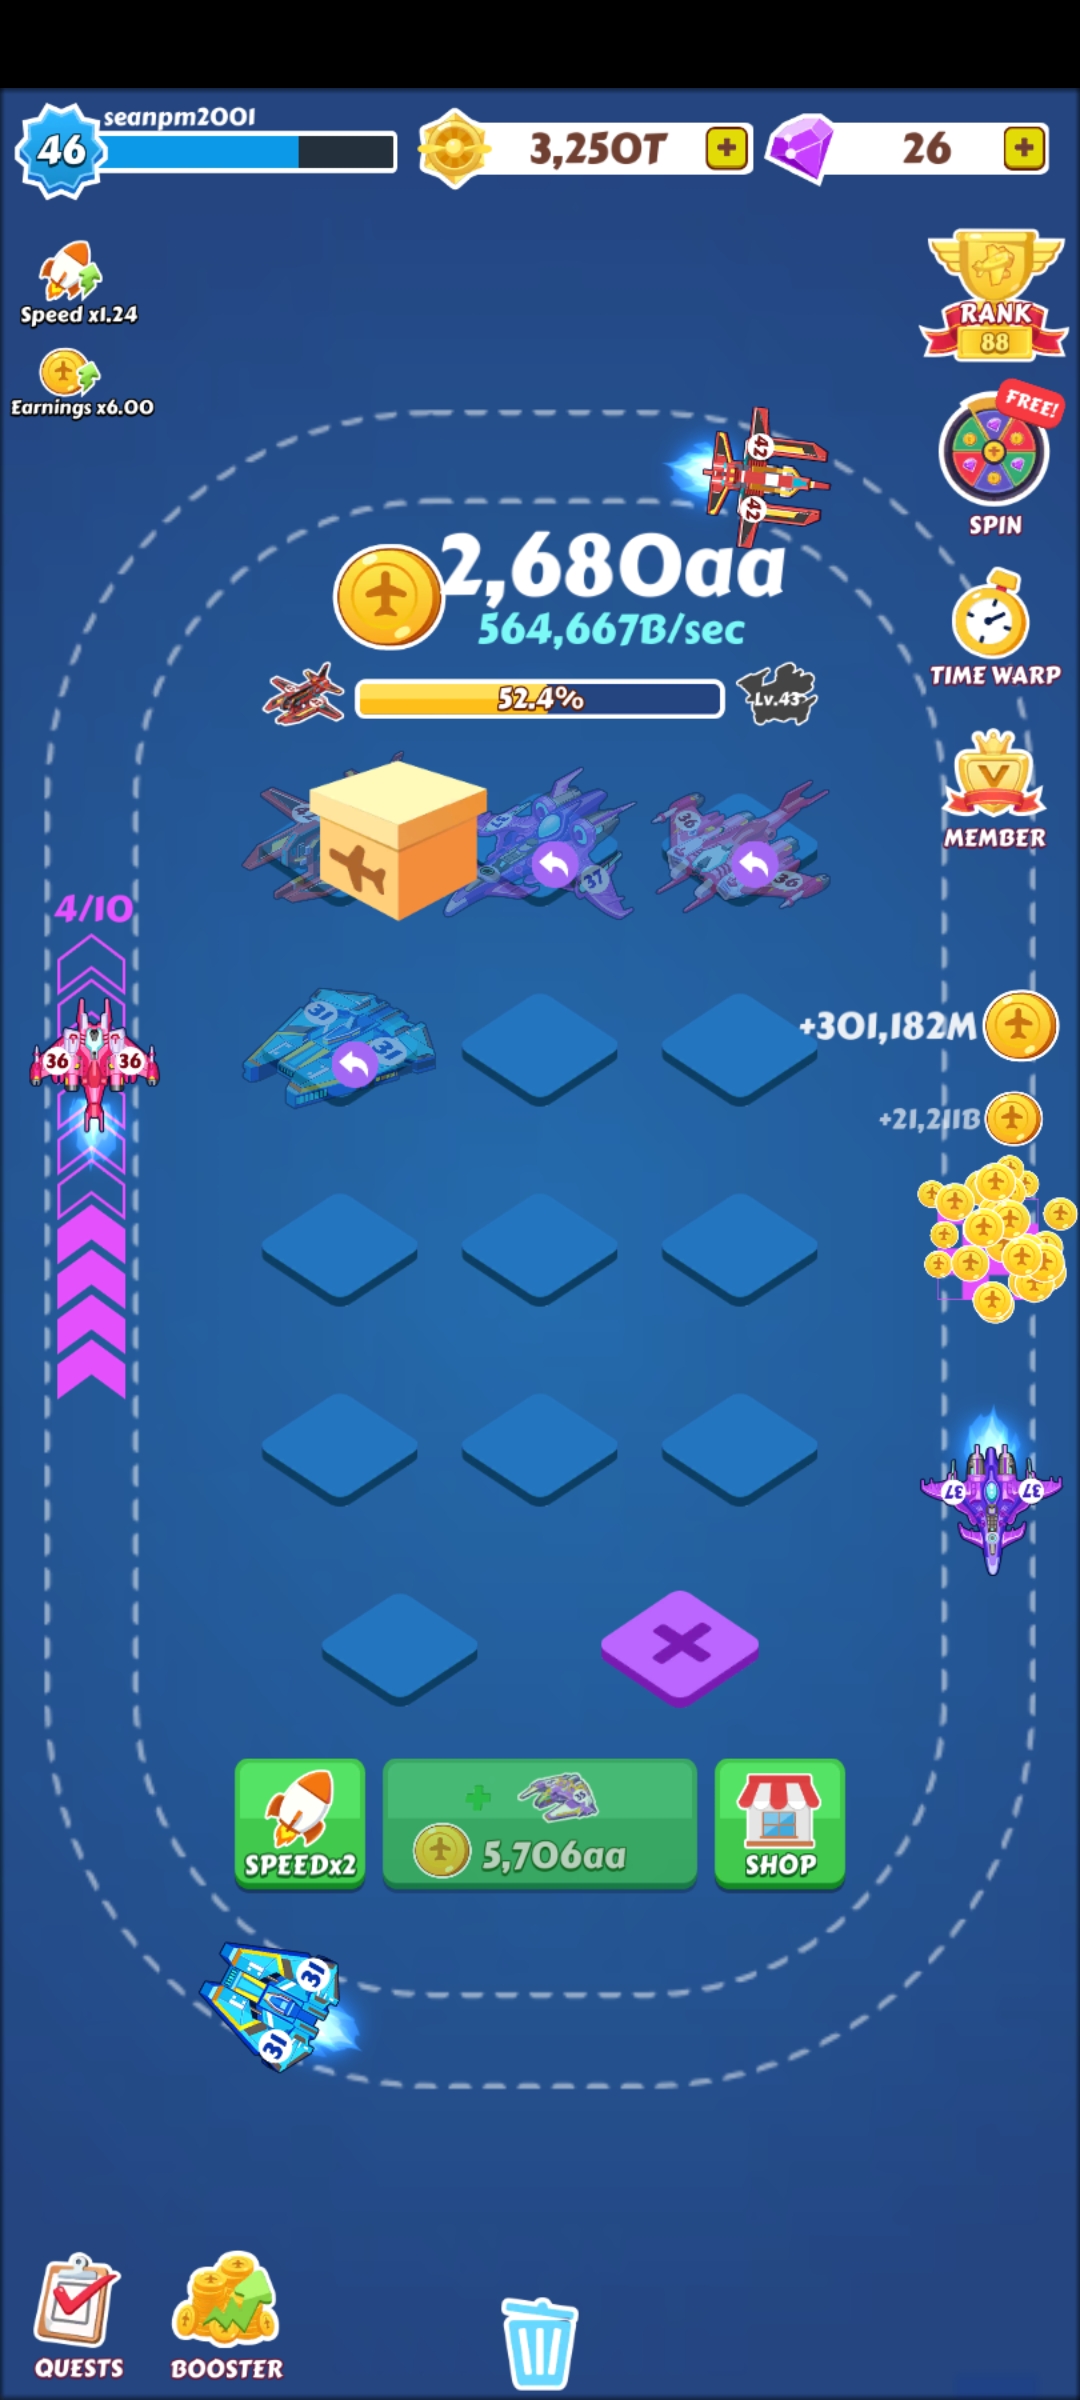 seanpm2001
46
3,250T
26
Speed x1.24
Earnings x6.00
RANK
88
FREE!
SPIN
42
42
2,680aa
564,667B/sec
52.4%
Lv.43
TIME WARP
MEMBER
4/10
37
37
36
36
31
31
36
36
+301,182M
+21,211B
37
37
5,706aa
SPEEDx2
SHOP
31
31
QUESTS
BOOSTER